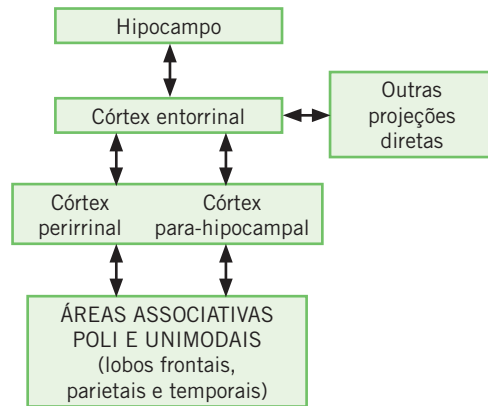 Hipocampo
Córtex entorrinal
Outras
projeções
diretas
Córtex
perirrinal
Córtex
para-hipocampal
ÁREAS ASSOCIATIVAS
POLI E UNIMODAIS
(lobos frontais,
parietais e temporais)